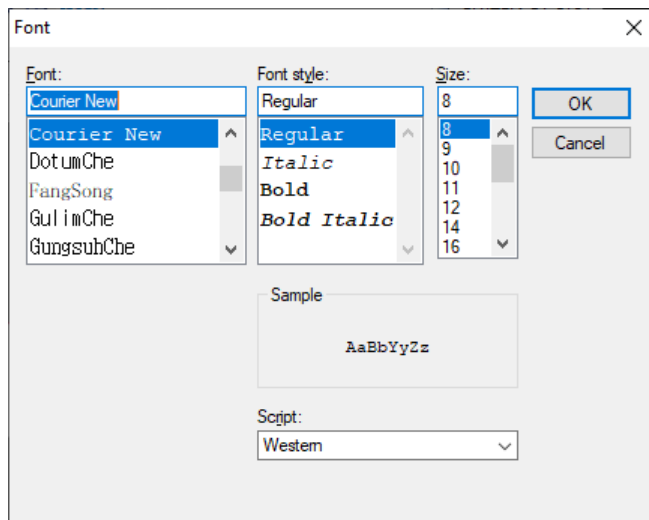 Font
Font:
Courier New
Courier New
DotumChe
FangSong
GulimChe
GungsuhChe
Font style:
Regular
Regular
Italic
Bold
Bold Italic
Size:
8
8
9
10
11
12
14
16
OK
Cancel
Sample
AaBbYyZz
Script:
Western